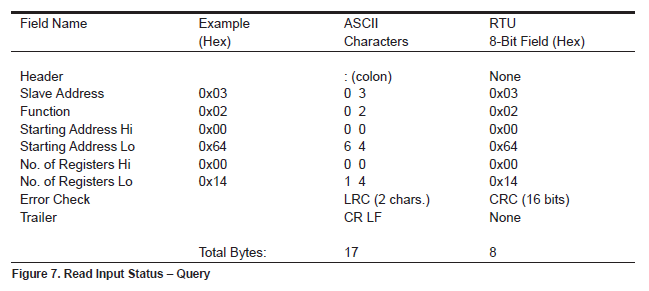 Field Name Example ASCII RTU
(Hex) Characters 8-Bit Field (Hex)
Header : (colon) None
Slave Address 0x03 0 3 0x03
Function 0x02 0 2 0x02
Starting Address Hi 0x00 0 0 0x00
Starting Address Lo 0x64 6 4 0x64
No. of Registers Hi 0x00 0 0 0x00
No. of Registers Lo 0x14 1 4 0x14
Error Check LRC (2 chars.) CRC (16 bits)
Trailer CR LF None
Total Bytes: 17 8
Figure 7. Read Input Status – Query